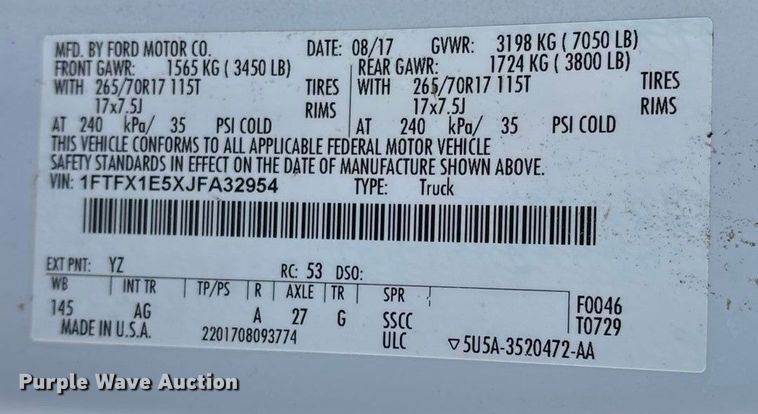 MFD. BY FORD MOTOR CO. DATE: 08/17 GVWR: 3198 KG ( 7050 LB)
FRONT GAWR: 1565 KG ( 3450 LB) REAR GAWR: 1724 KG ( 3800 LB)
WITH 265/70R17 115T TIRES WITH 265/70R17 115T TIRES
17x7.5J RIMS 17x7.5J RIMS
AT 240 kPa/ 35 PSI COLD AT 240 kPa/ 35 PSI COLD
THIS VEHICLE CONFORMS TO ALL APPLICABLE FEDERAL MOTOR VEHICLE
SAFETY STANDARDS IN EFFECT ON THE DATE OF MANUFACTURE SHOWN ABOVE.
VIN: 1FTFX1E5XJFA32954 TYPE: Truck
EXT PNT: YZ RC: 53 DSO:
WB INT TR TP/PS R AXLE TR SPR F0046
145 AG A 27 G SSCC T0729
MADE IN U.S.A. 2201708093774 ULC ▽5U5A-3520472-AA
Purple Wave Auction